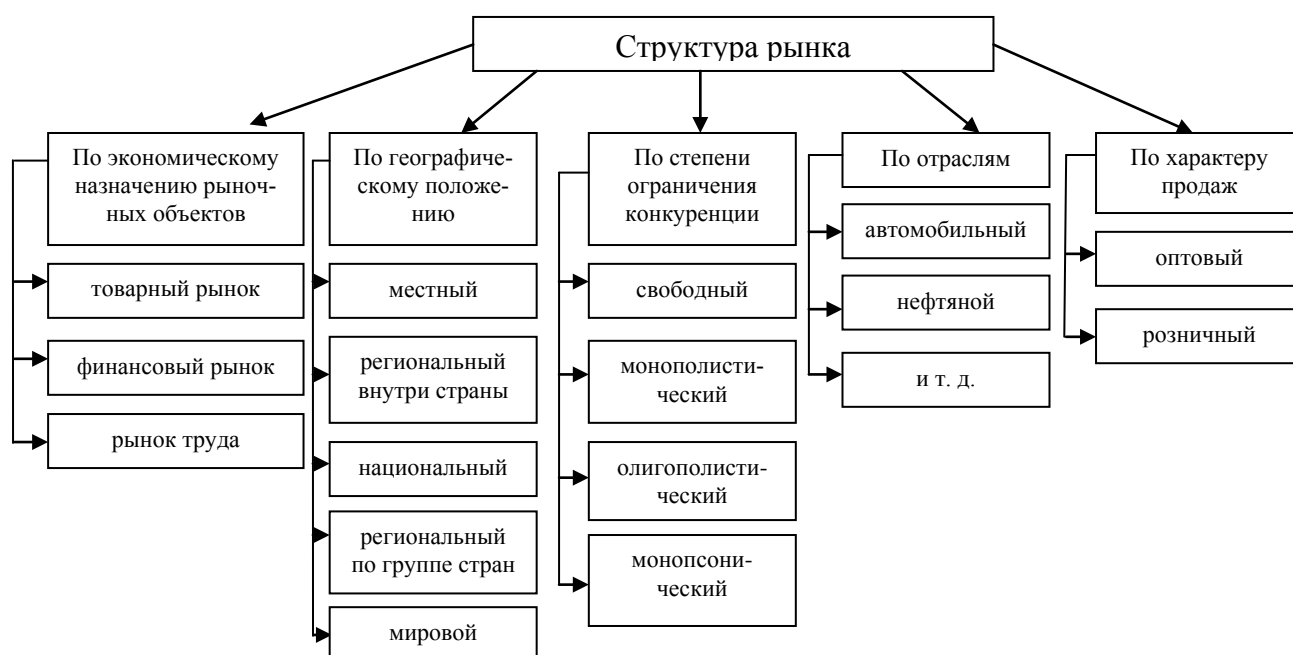 Структура рынка
По экономическому
назначению рыноч-
ных объектов
товарный рынок
финансовый рынок
рынок труда
По географиче-
скому положе-
нию
местный
региональный
внутри страны
национальный
региональный
по группе стран
мировой
По степени
ограничения
конкуренции
свободный
монополисти-
ческий
олигополисти-
ческий
монопсони-
ческий
По отраслям
автомобильный
нефтяной
и т. д.
По характеру
продаж
оптовый
розничный